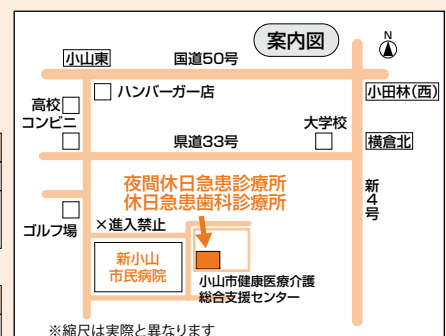 案内図
N
小山東
国道50号
ハンバーガー店
小田林(西)
高校
コンビニ
大学校
県道33号
横倉北
夜間休日急患診療所
休日急患歯科診療所
新4号
ゴルフ場
×進入禁止
新小山
市民病院
小山市健康医療介護
総合支援センター
※縮尺は実際と異なります